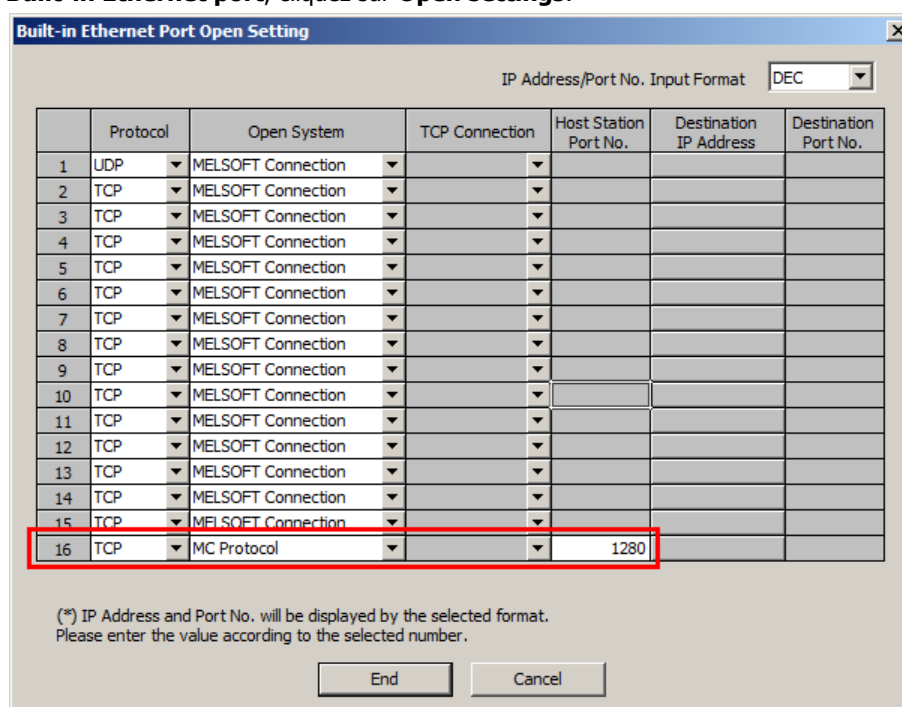 Built-in Ethernet port, cliquez sur Open Settings.
Built-in Ethernet Port Open Setting
IP Address/Port No. Input Format DEC
Protocol Open System TCP Connection Host Station Port No. Destination IP Address Destination Port No.
1 UDP MELSOFT Connection
2 TCP MELSOFT Connection
3 TCP MELSOFT Connection
4 TCP MELSOFT Connection
5 TCP MELSOFT Connection
6 TCP MELSOFT Connection
7 TCP MELSOFT Connection
8 TCP MELSOFT Connection
9 TCP MELSOFT Connection
10 TCP MELSOFT Connection
11 TCP MELSOFT Connection
12 TCP MELSOFT Connection
13 TCP MELSOFT Connection
14 TCP MELSOFT Connection
15 TCP MELSOFT Connection
16 TCP MC Protocol 1280
(*) IP Address and Port No. will be displayed by the selected format.
Please enter the value according to the selected number.
End Cancel